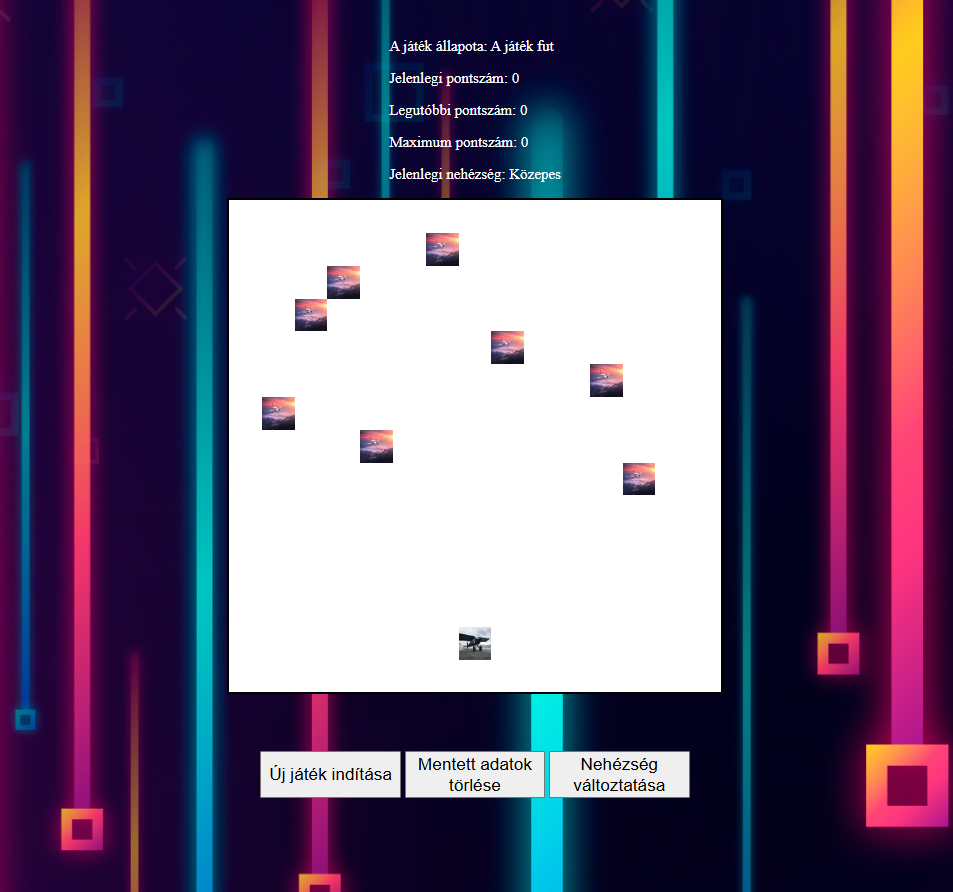 A játék állapota: A játék fut
Jelenlegi pontszám: 0
Legutóbbi pontszám: 0
Maximum pontszám: 0
Jelenlegi nehézség: Közepes
Új játék indítása
Mentett adatok
törlése
Nehézség
változtatása